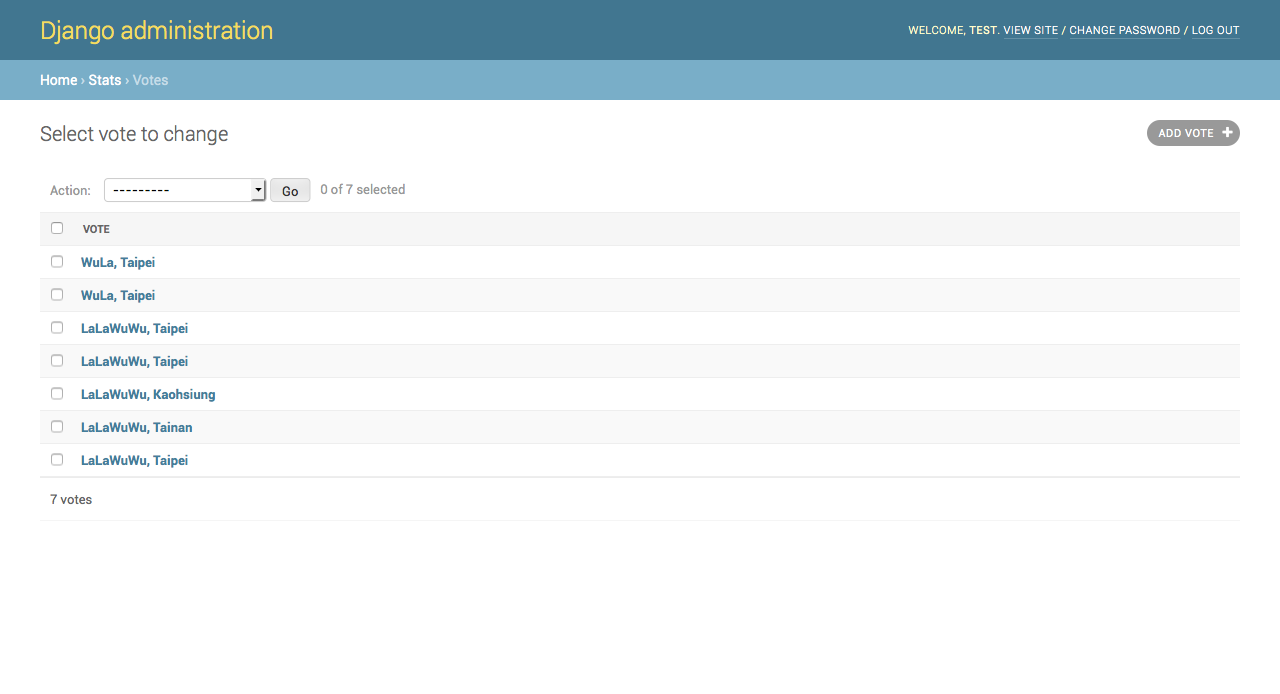 Django administration
WELCOME, TEST. VIEW SITE / CHANGE PASSWORD / LOG OUT
Home › Stats › Votes
Select vote to change
ADD VOTE
Action: --------- Go 0 of 7 selected
VOTE
WuLa, Taipei
WuLa, Taipei
LaLaWuWu, Taipei
LaLaWuWu, Taipei
LaLaWuWu, Kaohsiung
LaLaWuWu, Tainan
LaLaWuWu, Taipei
7 votes